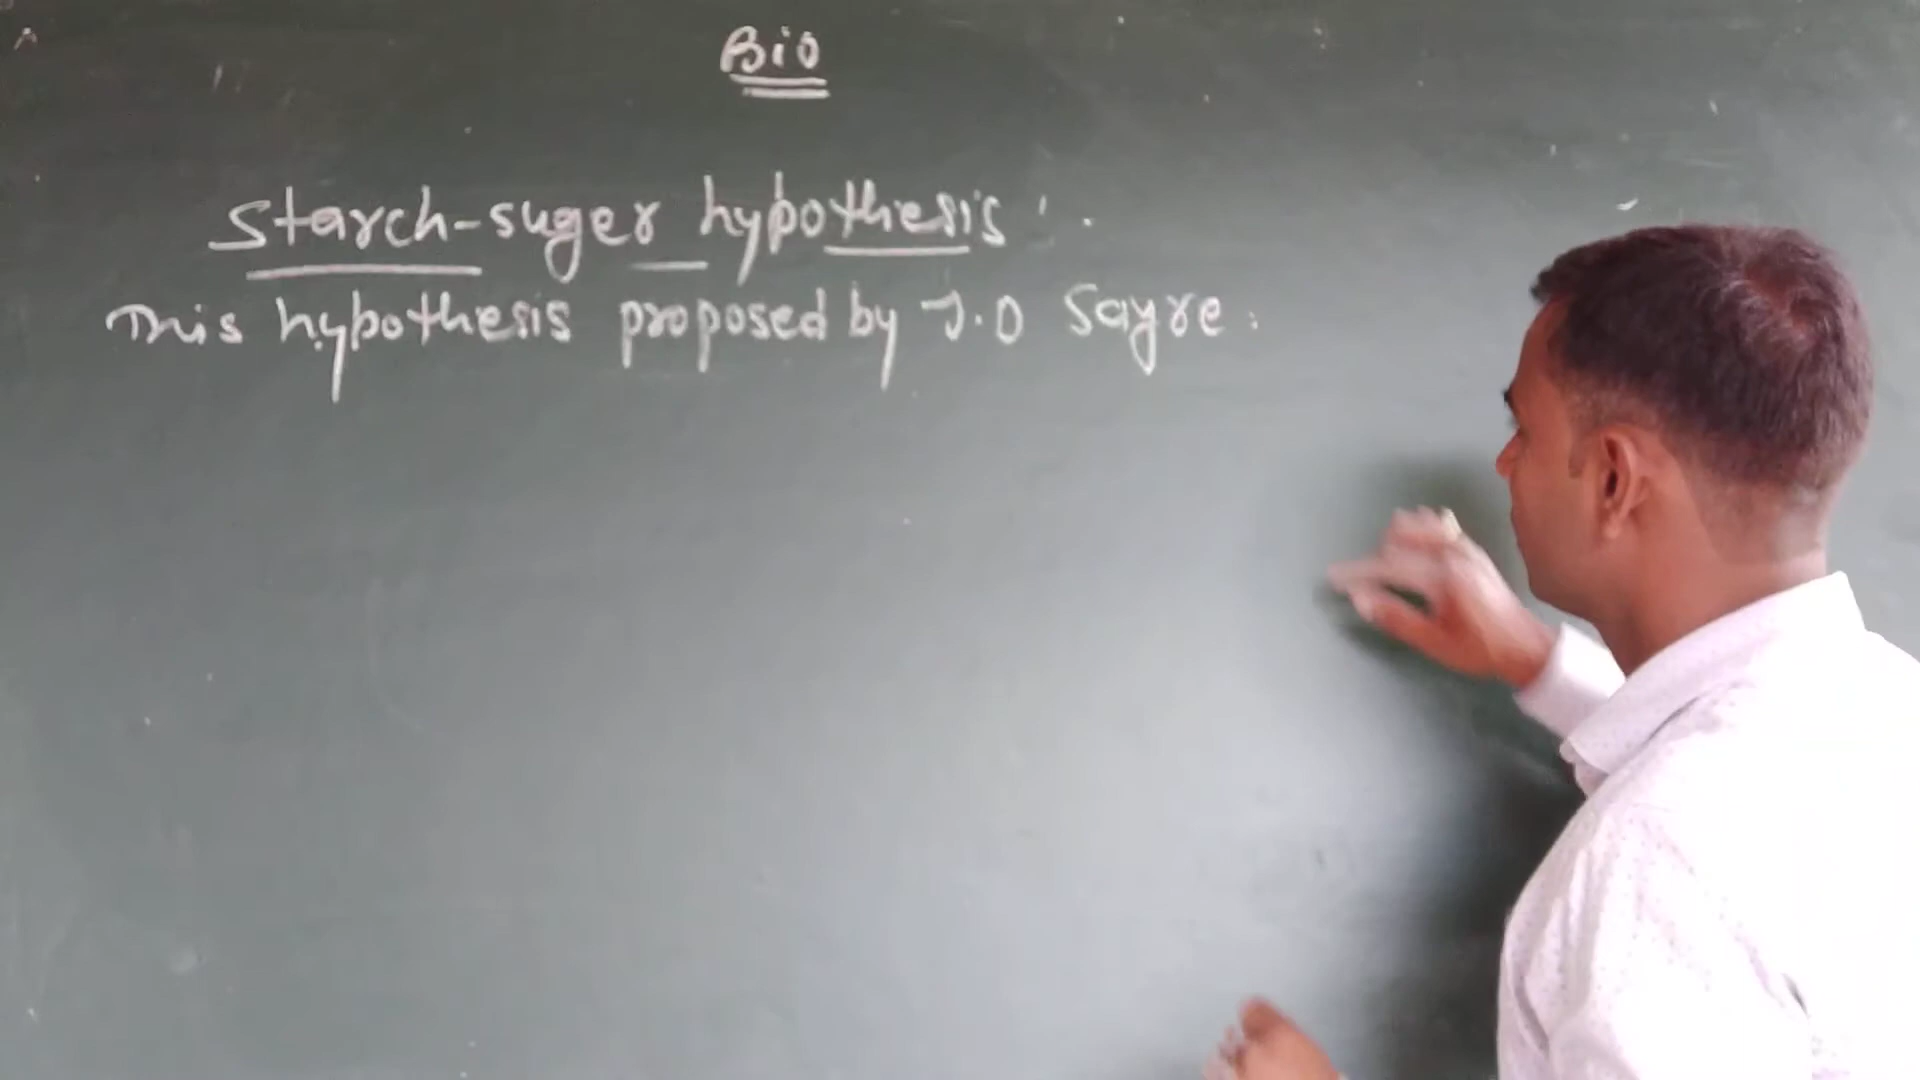 Bio
Starch-suger hypothesis :
This hypothesis proposed by J.D Sayre.